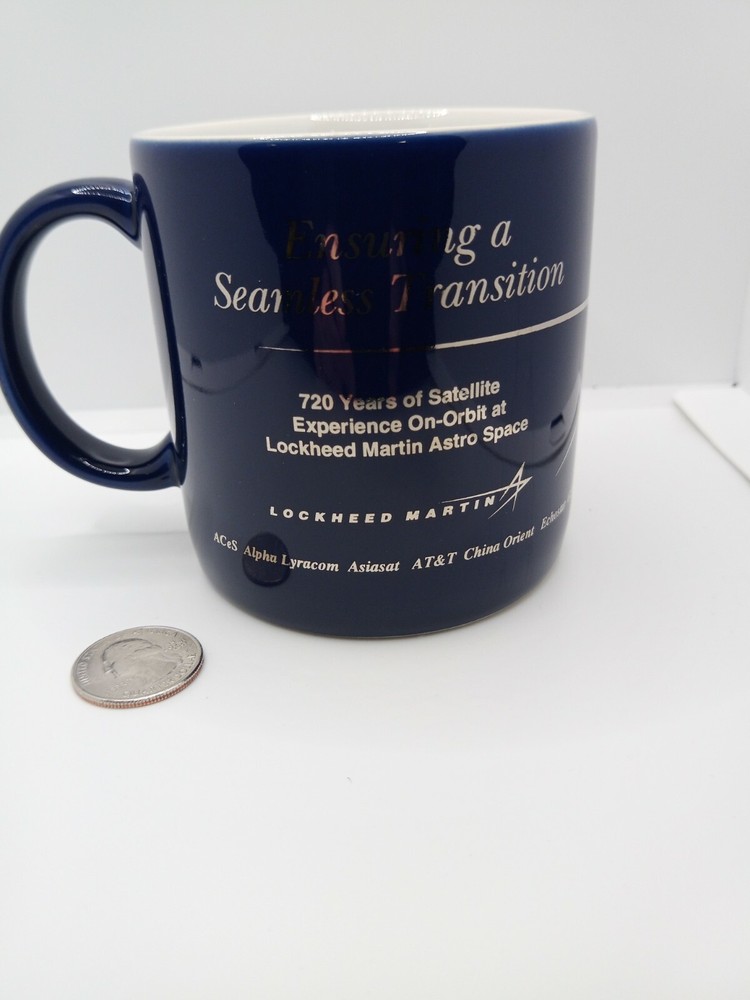 Ensuring a
Seamless Transition
720 Years of Satellite
Experience On-Orbit at
Lockheed Martin Astro Space
LOCKHEED MARTIN
ACeS Alpha Lyracom Asiasat AT&T China Orient